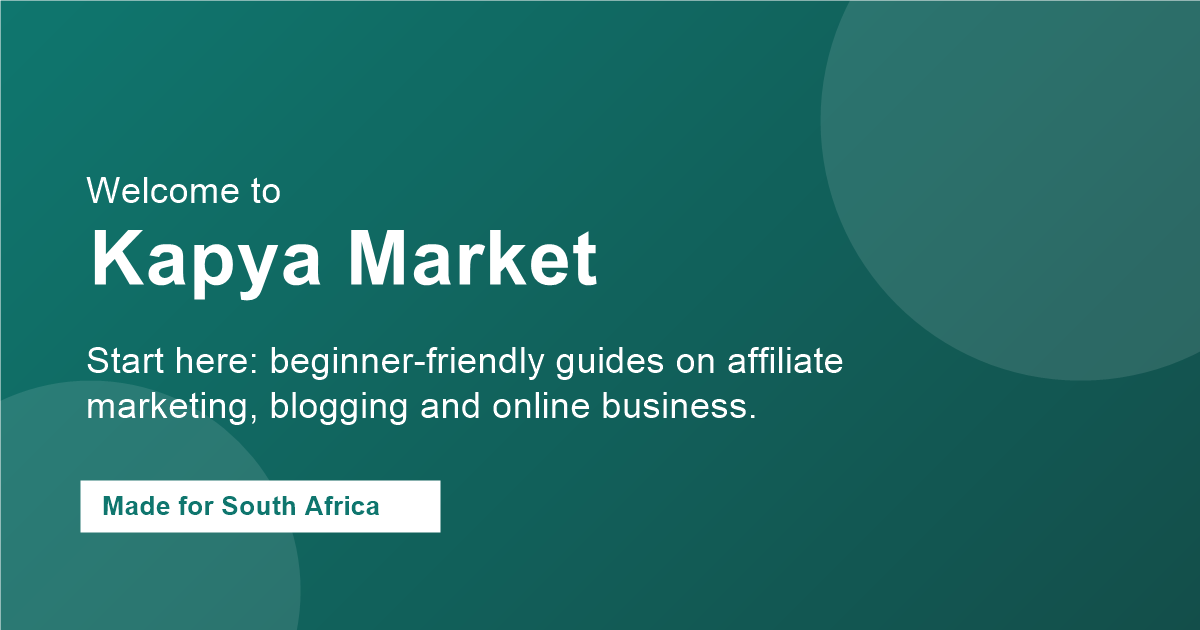 Welcome to
Kapya Market
Start here: beginner-friendly guides on affiliate
marketing, blogging and online business.
Made for South Africa